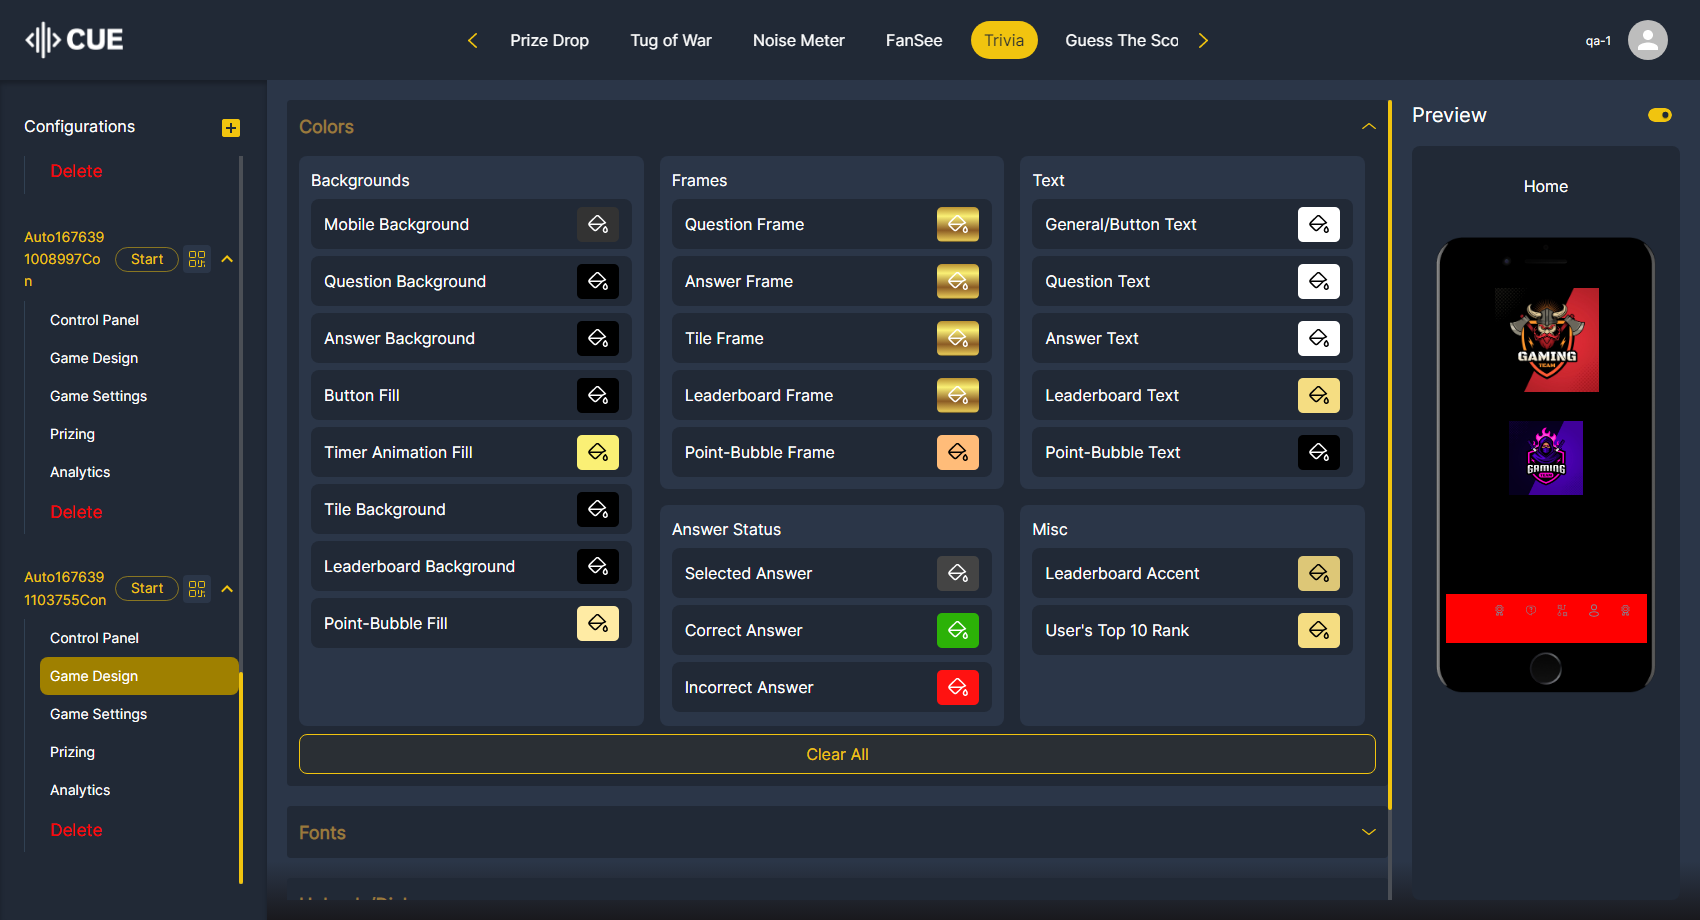 CUE
Prize Drop
Tug of War
Noise Meter
FanSee
Trivia
Guess The Sco
qa-1
Configurations
Delete
Auto167639
1008997Co
n
Start
Control Panel
Game Design
Game Settings
Prizing
Analytics
Delete
Auto167639
1103755Con
Start
Control Panel
Game Design
Game Settings
Prizing
Analytics
Delete
Colors
Backgrounds
Mobile Background
Question Background
Answer Background
Button Fill
Timer Animation Fill
Tile Background
Leaderboard Background
Point-Bubble Fill
Frames
Question Frame
Answer Frame
Tile Frame
Leaderboard Frame
Point-Bubble Frame
Text
General/Button Text
Question Text
Answer Text
Leaderboard Text
Point-Bubble Text
Answer Status
Selected Answer
Correct Answer
Incorrect Answer
Misc
Leaderboard Accent
User's Top 10 Rank
Clear All
Fonts
Preview
Home
GAMING
TEAM
GAMING